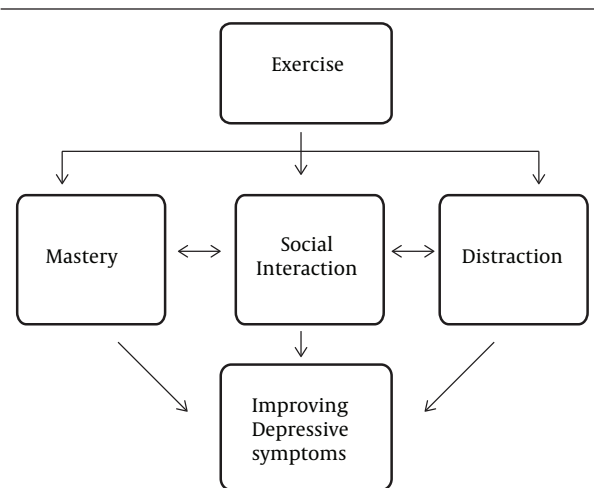 Exercise
Mastery
Social
Interaction
Distraction
Improving
Depressive
symptoms